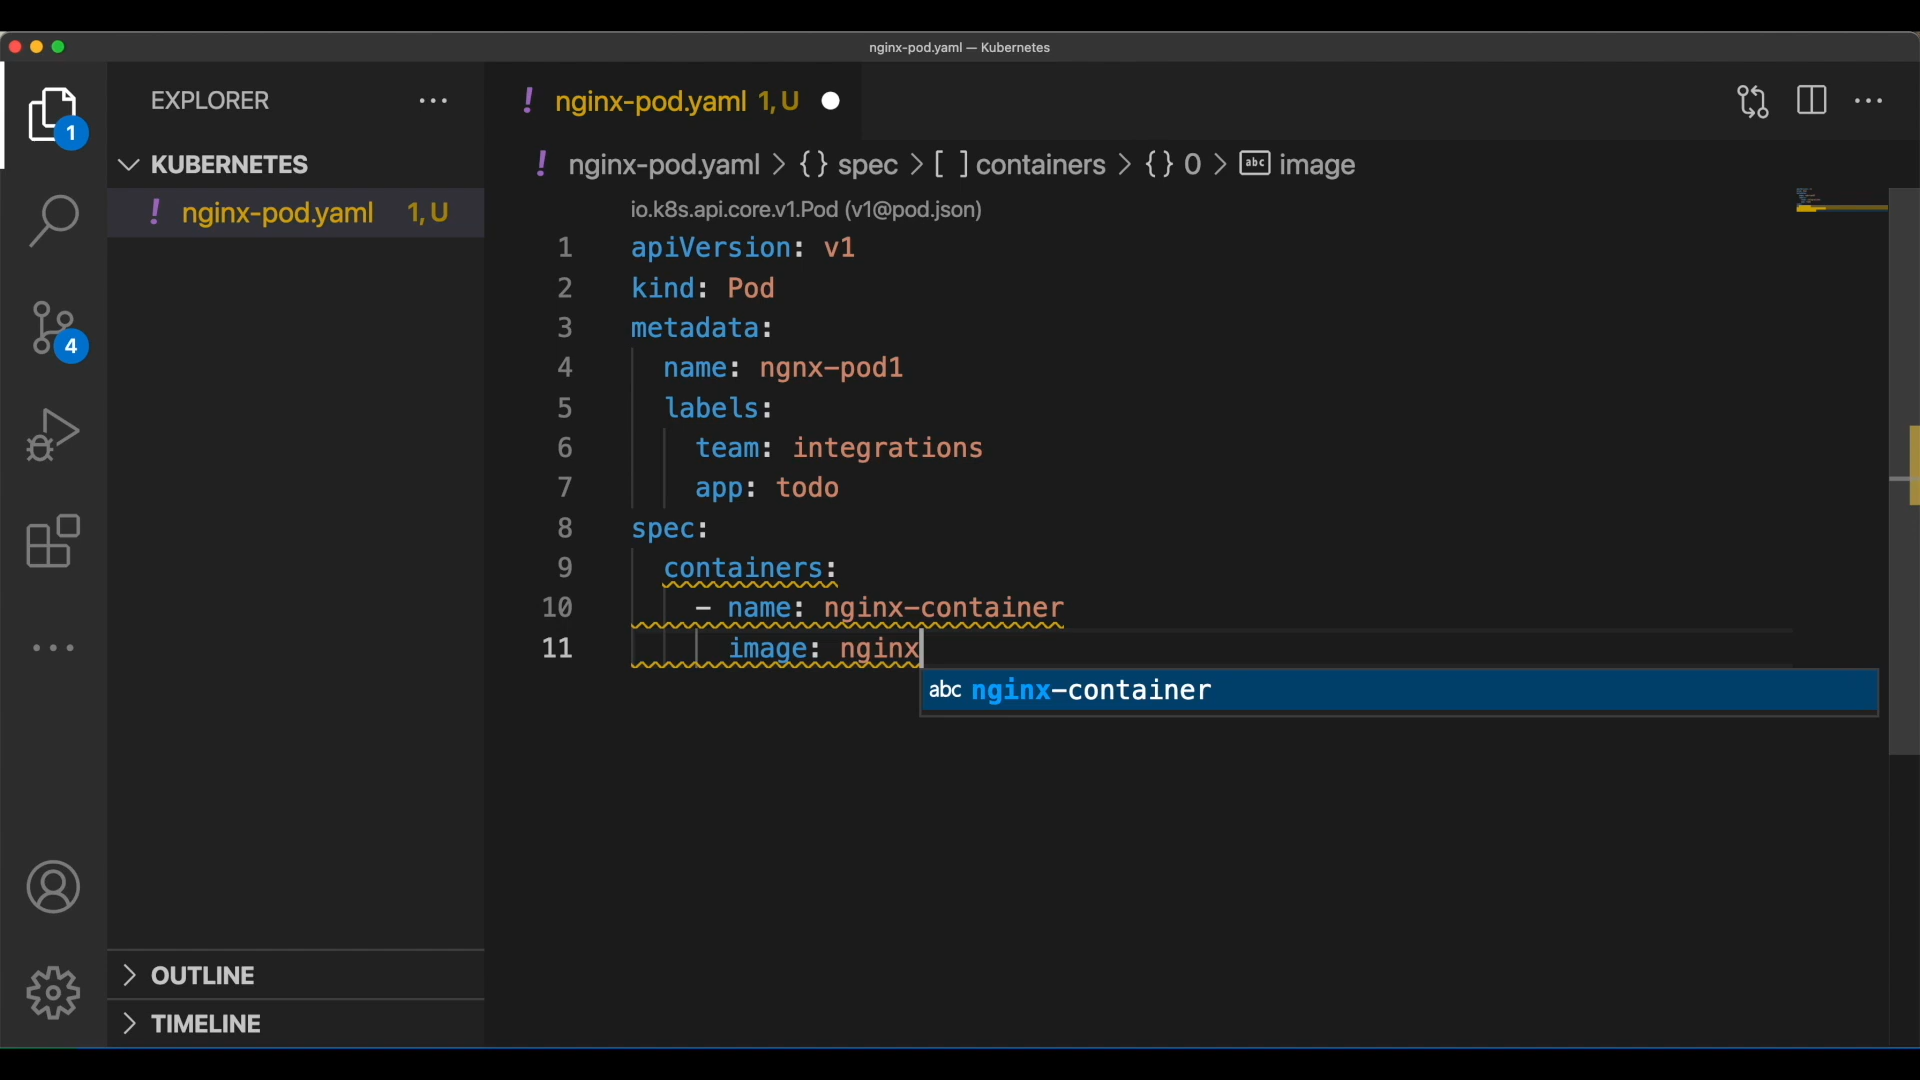 nginx-pod.yaml — Kubernetes
EXPLORER
1
! nginx-pod.yaml 1, U
KUBERNETES
! nginx-pod.yaml > {} spec > [ ] containers > {} 0 > abc image
! nginx-pod.yaml 1, U
io.k8s.api.core.v1.Pod (v1@pod.json)
1 apiVersion: v1
2 kind: Pod
3 metadata:
4
4 name: ngnx-pod1
5 labels:
6 team: integrations
7 app: todo
8 spec:
9 containers:
10 - name: nginx-container
11 image: nginx
abc nginx-container
OUTLINE
TIMELINE